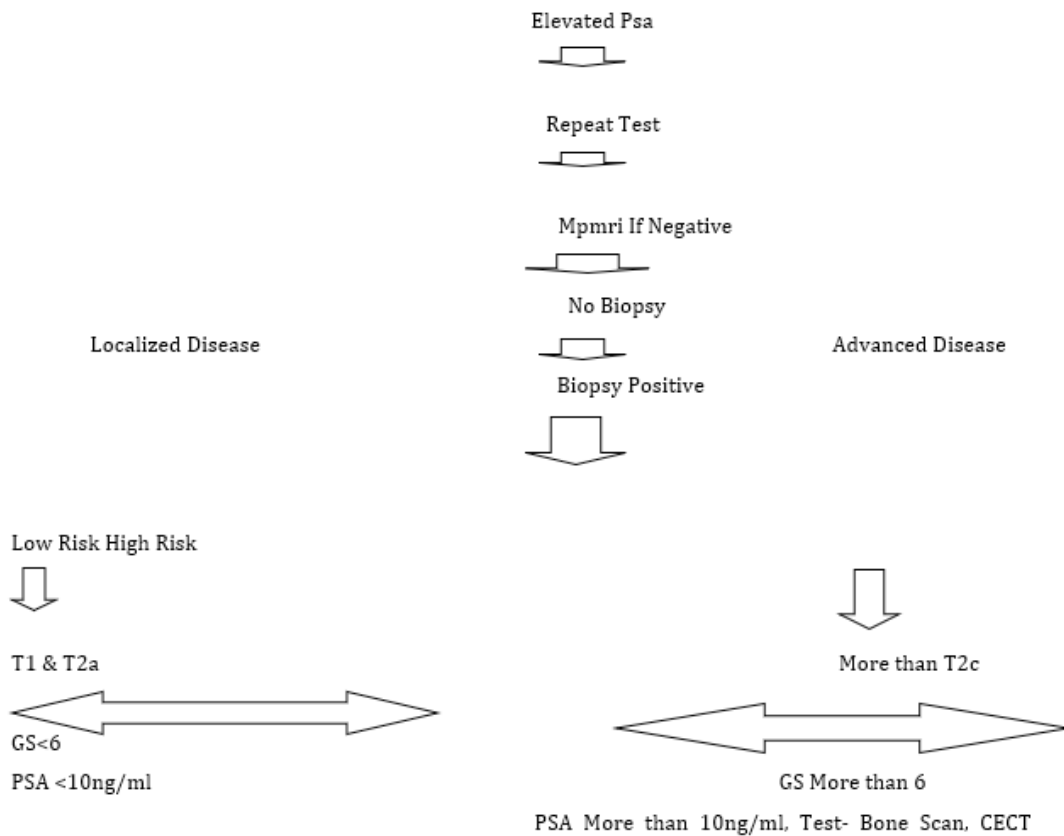 Elevated Psa
Repeat Test
Mpmri If Negative
No Biopsy
Localized Disease
Advanced Disease
Biopsy Positive
Low Risk High Risk
T1 & T2a
More than T2c
GS<6
PSA <10ng/ml
GS More than 6
PSA More than 10ng/ml, Test- Bone Scan, CECT